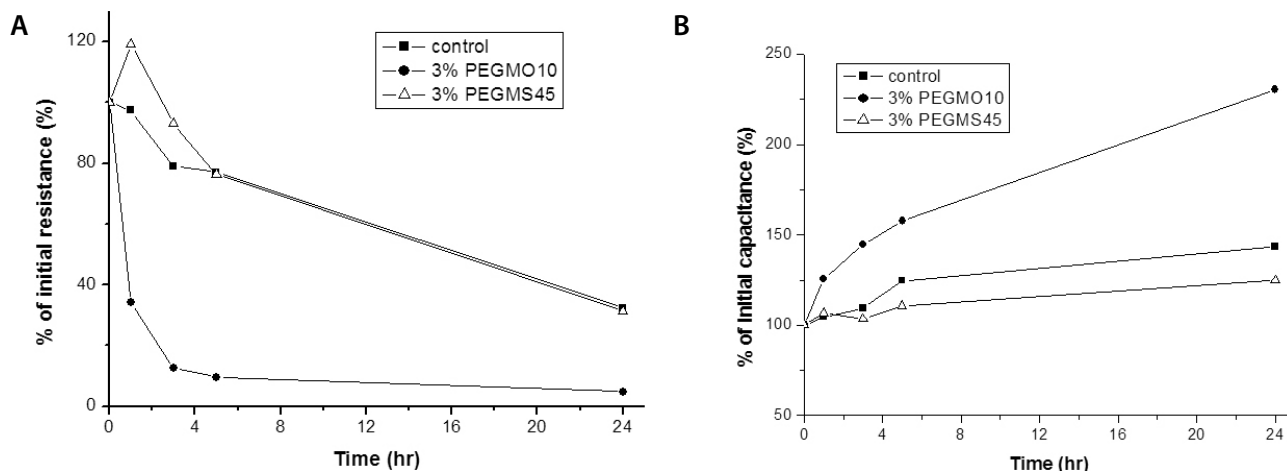 A
% of initial resistance (%)
120
80
40
0
control
3% PEGMO10
3% PEGMS45
0 4 8 12 16 20 24
Time (hr)
B
% of initial capacitance (%)
250
200
150
100
50
control
3% PEGMO10
3% PEGMS45
0 4 8 12 16 20 24
Time (hr)